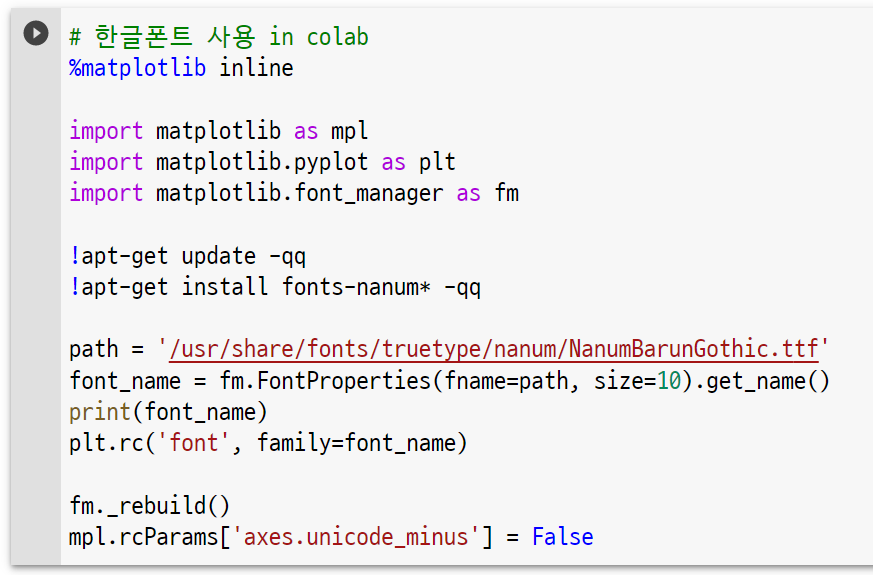 # 한글폰트 사용 in colab
%matplotlib inline
import matplotlib as mpl
import matplotlib.pyplot as plt
import matplotlib.font_manager as fm
!apt-get update -qq
!apt-get install fonts-nanum* -qq
path = '/usr/share/fonts/truetype/nanum/NanumBarunGothic.ttf'
font_name = fm.FontProperties(fname=path, size=10).get_name()
print(font_name)
plt.rc('font', family=font_name)
fm._rebuild()
mpl.rcParams['axes.unicode_minus'] = False